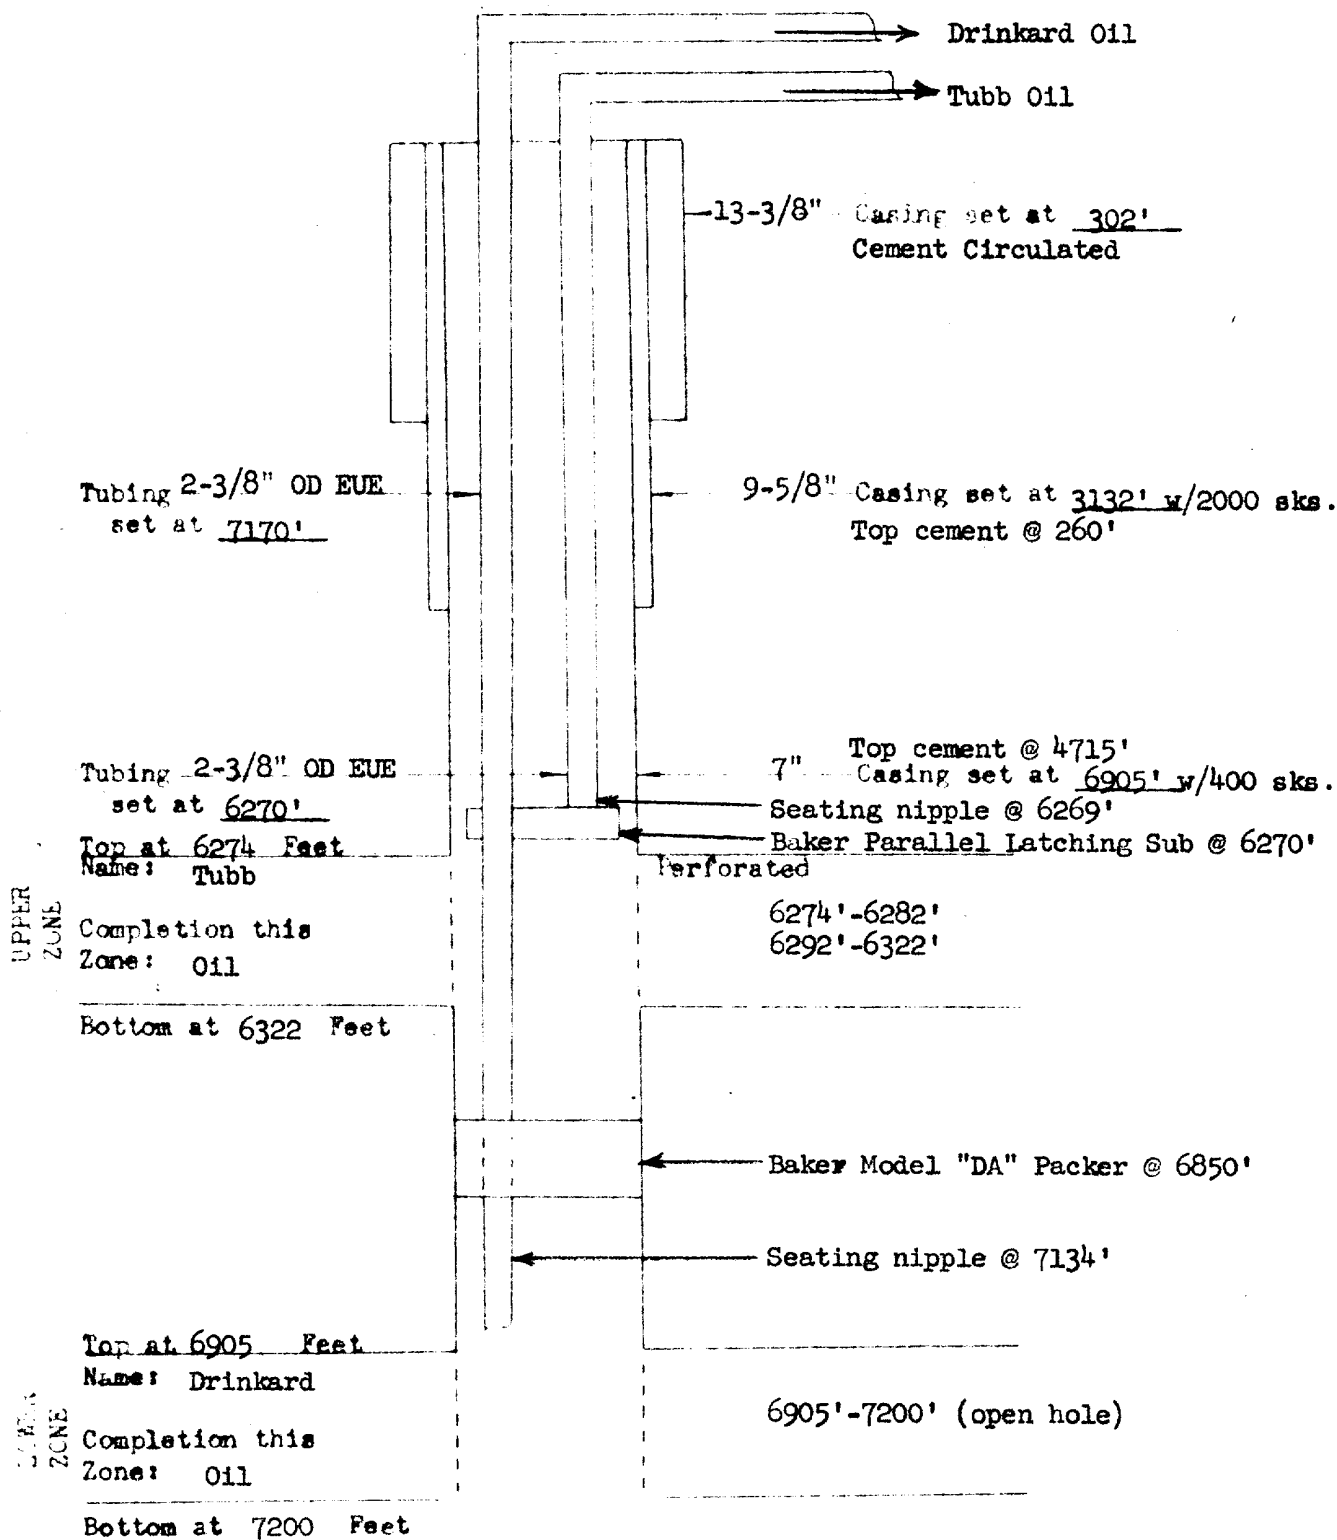 Drinkard Oil
Tubb Oil
13-3/8" Casing set at 302'
Cement Circulated
Tubing 2-3/8" OD EUE
set at 7170'
9-5/8" Casing set at 3132' w/2000 sks.
Top cement @ 260'
Top cement @ 4715'
Tubing 2-3/8" OD EUE
set at 6270'
7" Casing set at 6905' w/400 sks.
Seating nipple @ 6269'
Baker Parallel Latching Sub @ 6270'
Top at 6274 Feet
Name: Tubb
Perforated
6274'-6282'
6292'-6322'
UPPER
ZONE
Completion this
Zone: Oil
Bottom at 6322 Feet
Baker Model "DA" Packer @ 6850'
Seating nipple @ 7134'
Top at 6905 Feet
Name: Drinkard
6905'-7200' (open hole)
LOWER
ZONE
Completion this
Zone: Oil
Bottom at 7200 Feet